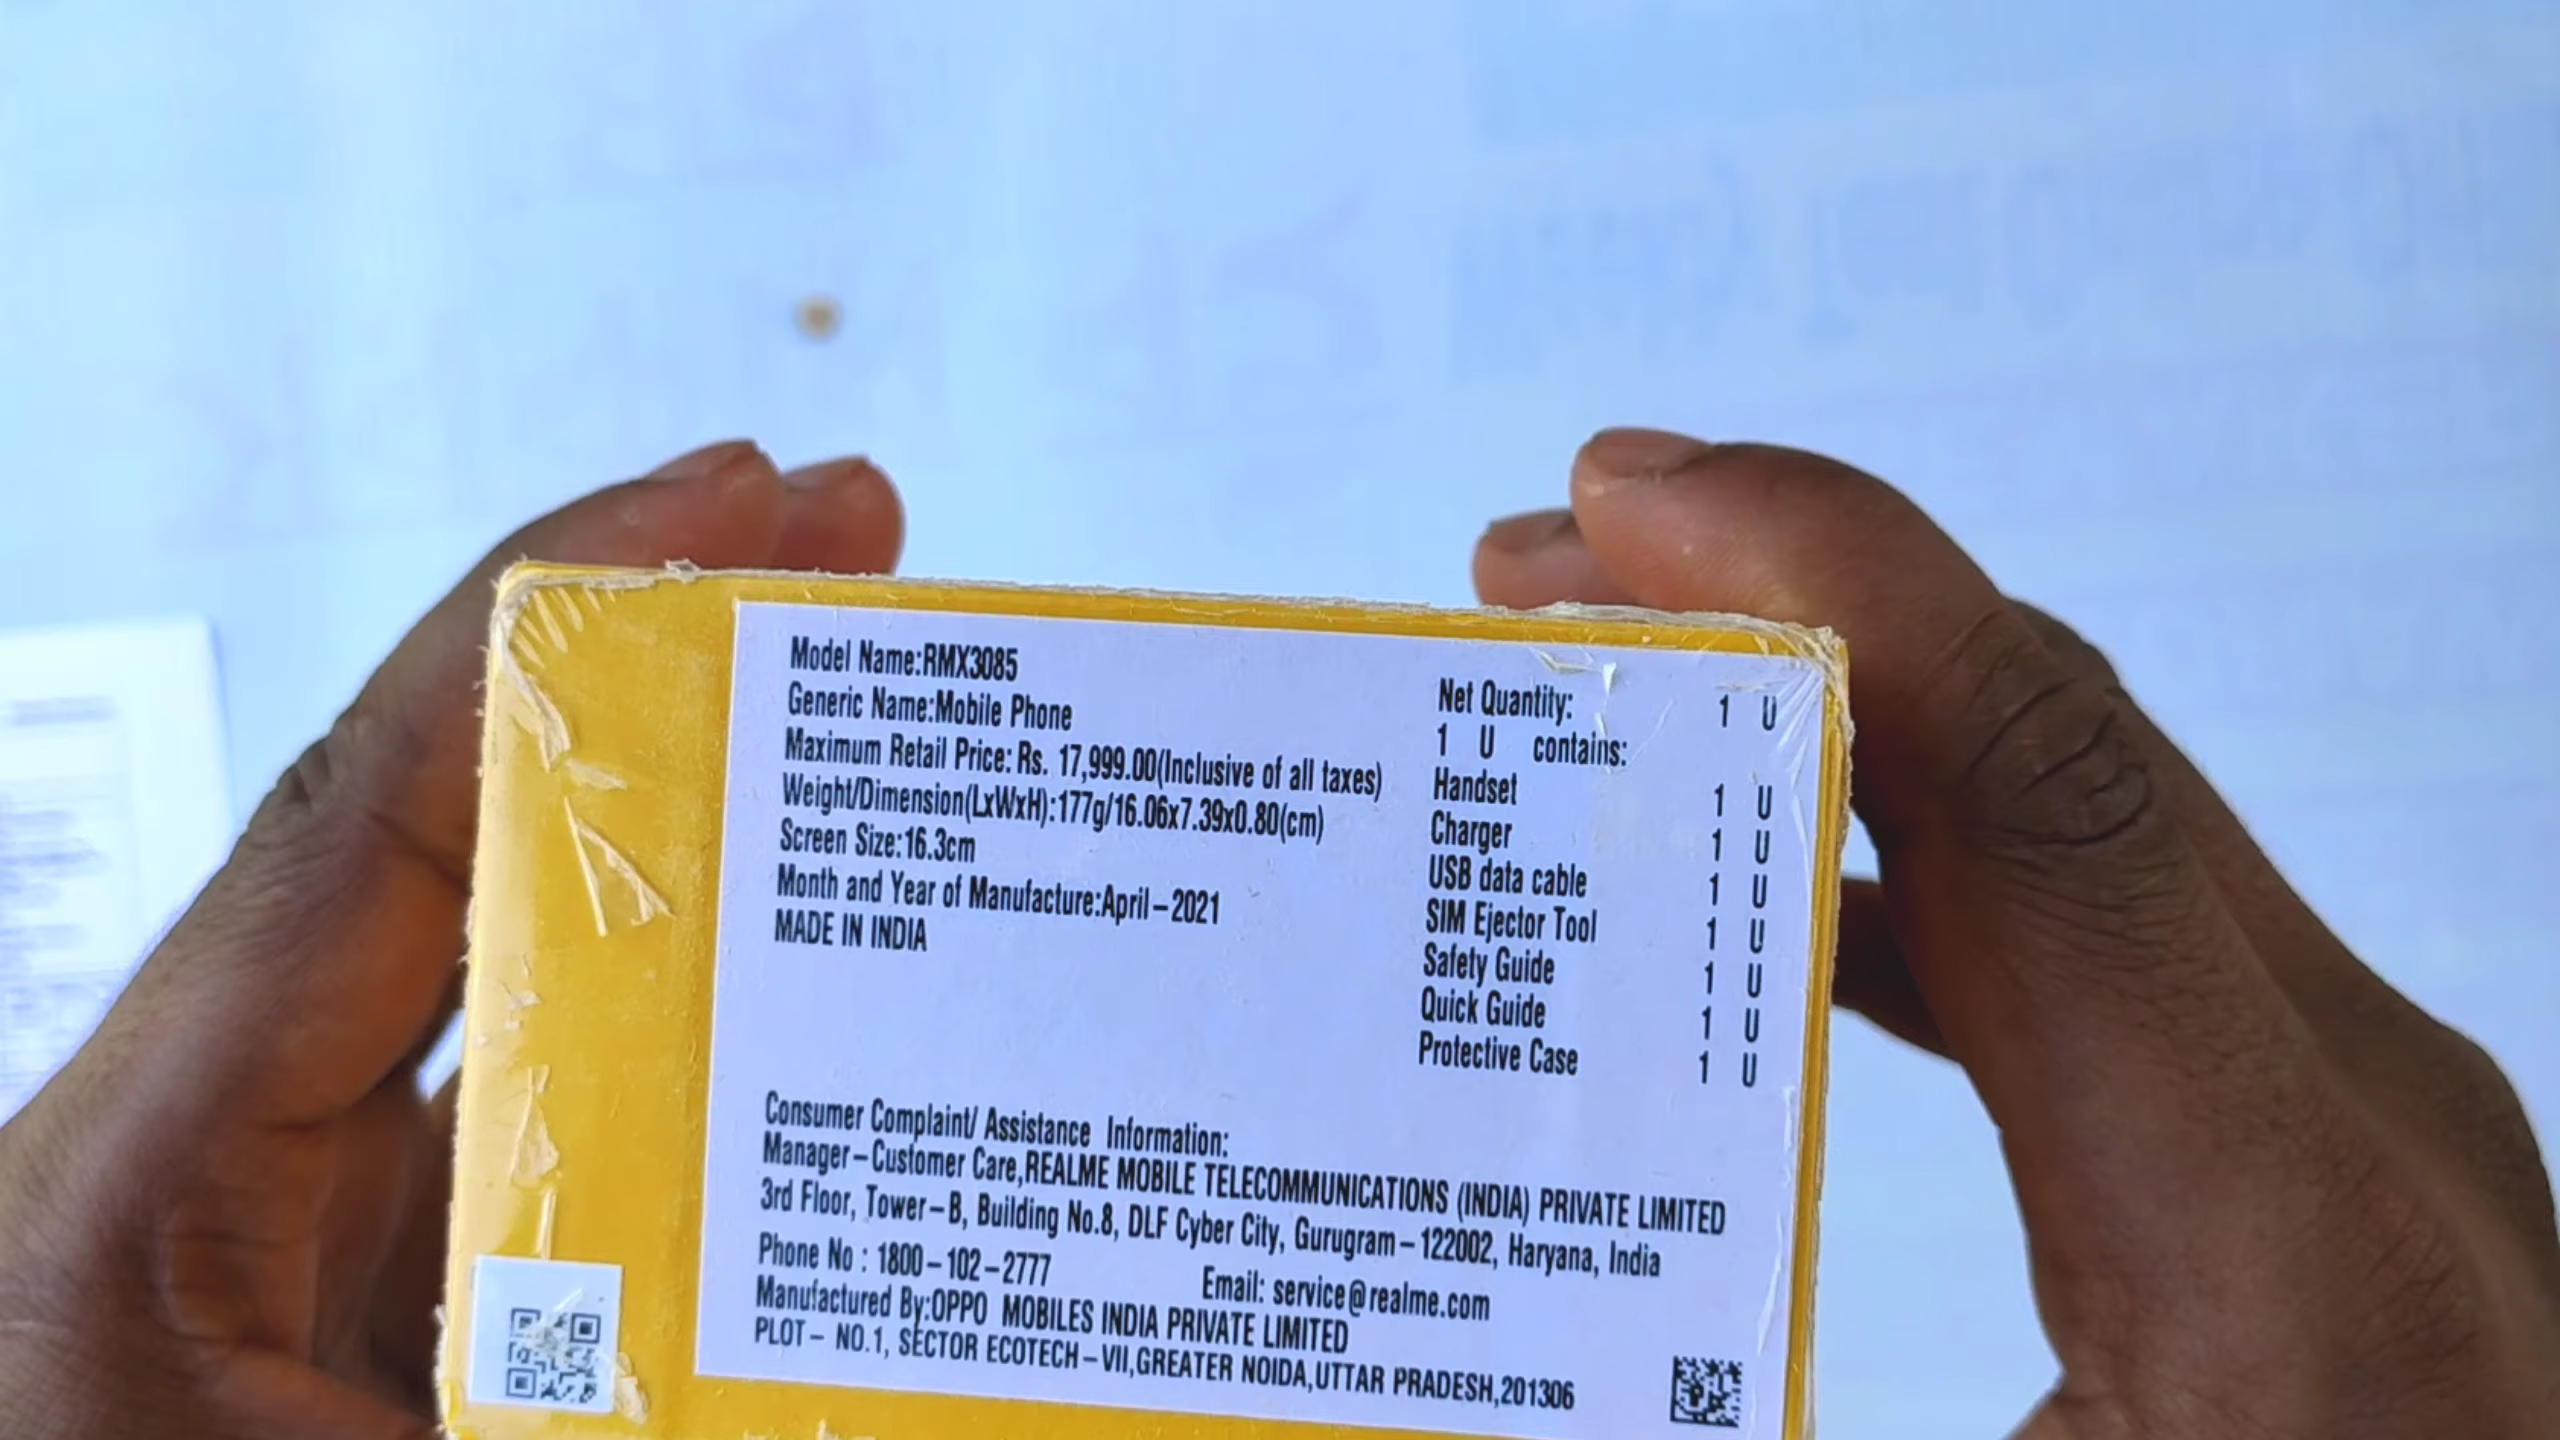 Model Name:RMX3085
Generic Name:Mobile Phone
Maximum Retail Price: Rs. 17,999.00(Inclusive of all taxes)
Weight/Dimension(LxWxH):177g/16.06x7.39x0.80(cm)
Screen Size:16.3cm
Month and Year of Manufacture:April-2021
MADE IN INDIA
Net Quantity: 1 U
1 U contains:
Handset 1 U
Charger 1 U
USB data cable 1 U
SIM Ejector Tool 1 U
Safety Guide 1 U
Quick Guide 1 U
Protective Case 1 U
Consumer Complaint/ Assistance Information:
Manager-Customer Care,REALME MOBILE TELECOMMUNICATIONS (INDIA) PRIVATE LIMITED
3rd Floor, Tower-B, Building No.8, DLF Cyber City, Gurugram-122002, Haryana, India
Phone No : 1800-102-2777 Email: service@realme.com
Manufactured By:OPPO MOBILES INDIA PRIVATE LIMITED
PLOT- NO.1, SECTOR ECOTECH-VII,GREATER NOIDA,UTTAR PRADESH,201306